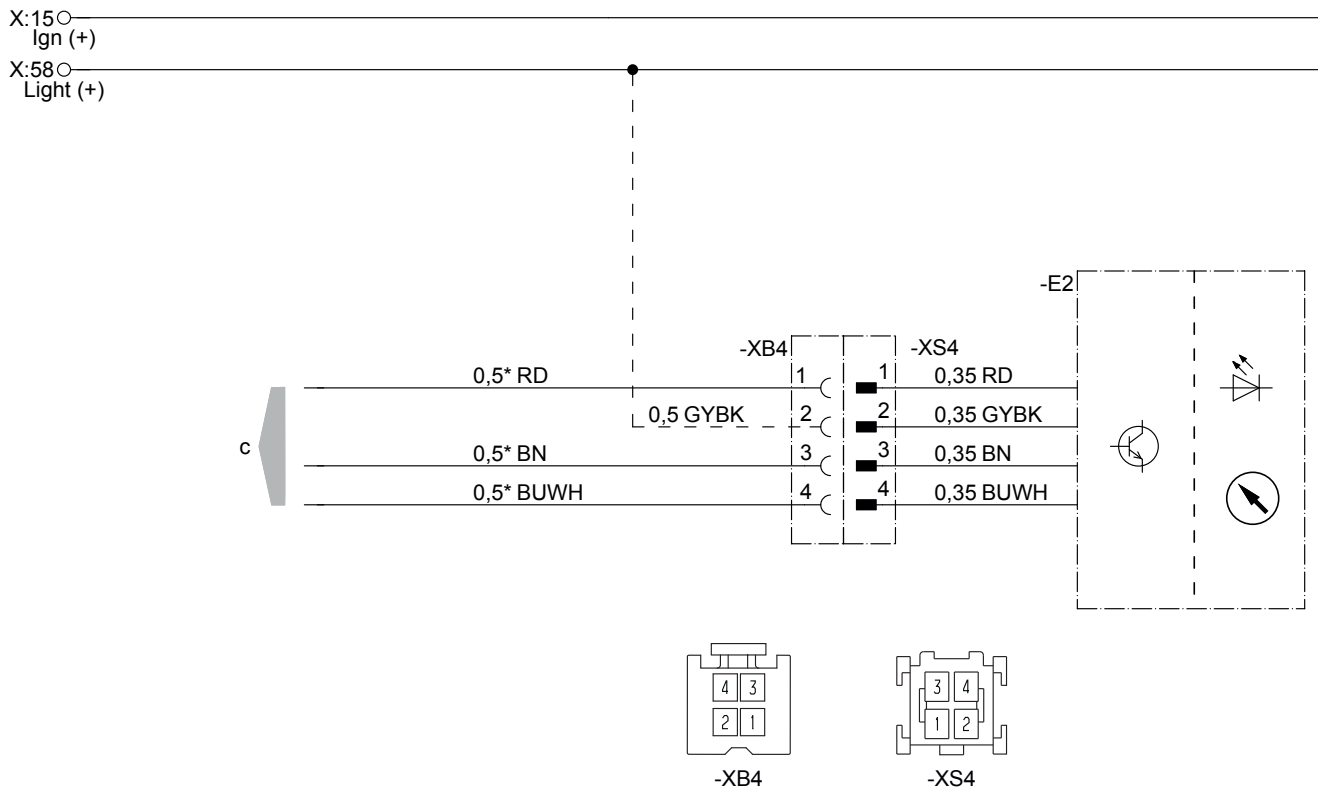 X:15
Ign (+)
X:58
Light (+)
-E2
-XB4 -XS4
0,5* RD 1 1 0,35 RD
0,5 GYBK 2 2 0,35 GYBK
c
0,5* BN 3 3 0,35 BN
0,5* BUWH 4 4 0,35 BUWH
4 3 3 4
2 1 1 2
-XB4 -XS4